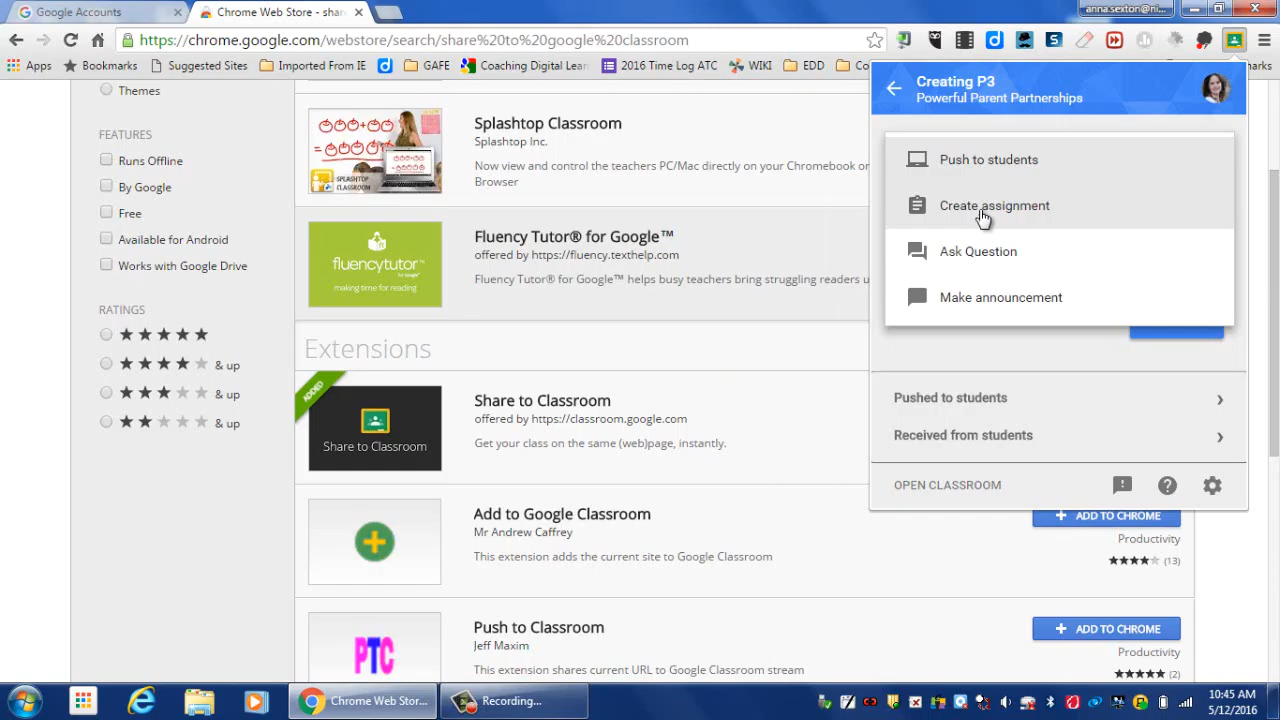 Google Accounts
Chrome Web Store - shar
anna.sexton@ni...
https://chrome.google.com/webstore/search/share%20to%20google%20classroom
Apps
Bookmarks
Suggested Sites
Imported From IE
GAFE
Coaching Digital Lear
2016 Time Log ATC
WIKI
EDD
Co
ks
Themes
FEATURES
Runs Offline
By Google
Free
Available for Android
Works with Google Drive
RATINGS
& up
& up
& up
SPLASHTOP
CLASSROOM
Splashtop Classroom
Splashtop Inc.
Now view and control the teachers PC/Mac directly on your Chromebook or
Browser
fluencytutor
for Google™
making time for reading
Fluency Tutor® for Google™
offered by https://fluency.texthelp.com
Fluency Tutor® for Google™ helps busy teachers bring struggling readers u
Extensions
ADDED
Share to Classroom
Share to Classroom
offered by https://classroom.google.com
Get your class on the same (web)page, instantly.
Add to Google Classroom
Mr Andrew Caffrey
This extension adds the current site to Google Classroom
ADD TO CHROME
Productivity
(13)
PTC
Push to Classroom
Jeff Maxim
This extension shares current URL to Google Classroom stream
ADD TO CHROME
Productivity
(2)
Creating P3
Powerful Parent Partnerships
Push to students
Create assignment
Ask Question
Make announcement
Pushed to students
Received from students
OPEN CLASSROOM
Chrome Web Stor...
Recording...
10:45 AM
5/12/2016